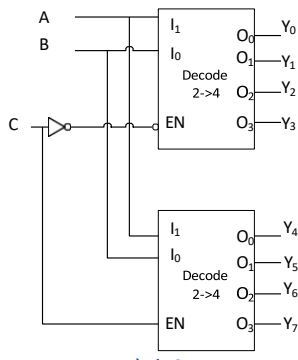 A
B
C
I₁
I₀
Decode
2->4
EN
O₀
O₁
O₂
O₃
Y₀
Y₁
Y₂
Y₃
I₁
I₀
Decode
2->4
EN
O₀
O₁
O₂
O₃
Y₄
Y₅
Y₆
Y₇